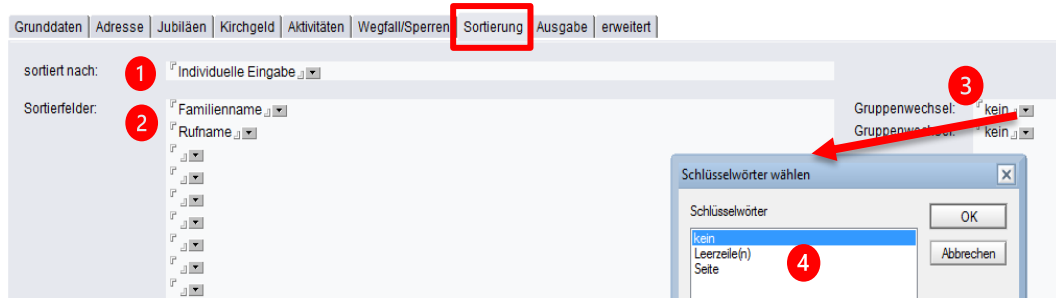 Grunddaten Adresse Jubiläen Kirchgeld Aktivitäten Wegfall/Sperren Sortierung Ausgabe erweitert
sortiert nach: 1 Individuelle Eingabe
3
Sortierfelder: 2 Familienname Gruppenwechsel: kein
Rufname Gruppenwechsel: kein
Schlüsselwörter wählen
Schlüsselwörter OK
kein
Leerzeile(n) 4 Abbrechen
Seite